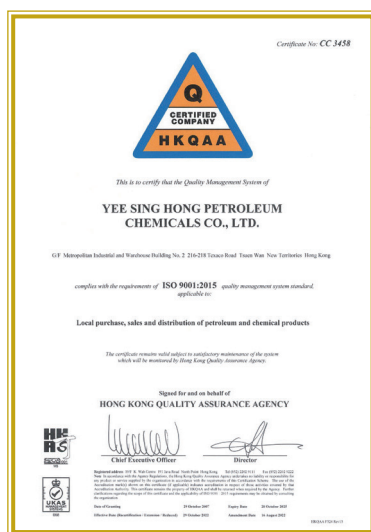 Certificate No: CC 3458
Q
CERTIFIED
COMPANY
HKQAA
This is to certify that the Quality Management System of
YEE SING HONG PETROLEUM
CHEMICALS CO., LTD.
G/F Metropolitan Industrial and Warehouse Building No. 2 216-218 Texaco Road Tsuen Wan New Territories Hong Kong
complies with the requirements of ISO 9001:2015 quality management system standard,
applicable to:
Local purchase, sales and distribution of petroleum and chemical products
The certificate remains valid subject to satisfactory maintenance of the system
which will be monitored by Hong Kong Quality Assurance Agency.
Signed for and on behalf of
HONG KONG QUALITY ASSURANCE AGENCY
Chief Executive Officer
Director
Date of Granting 29 October 2007 Expiry Date 28 October 2025
Effective Date (Recertification / Extension / Reduced) 29 October 2022 Amendment Date 16 August 2022
UKAS